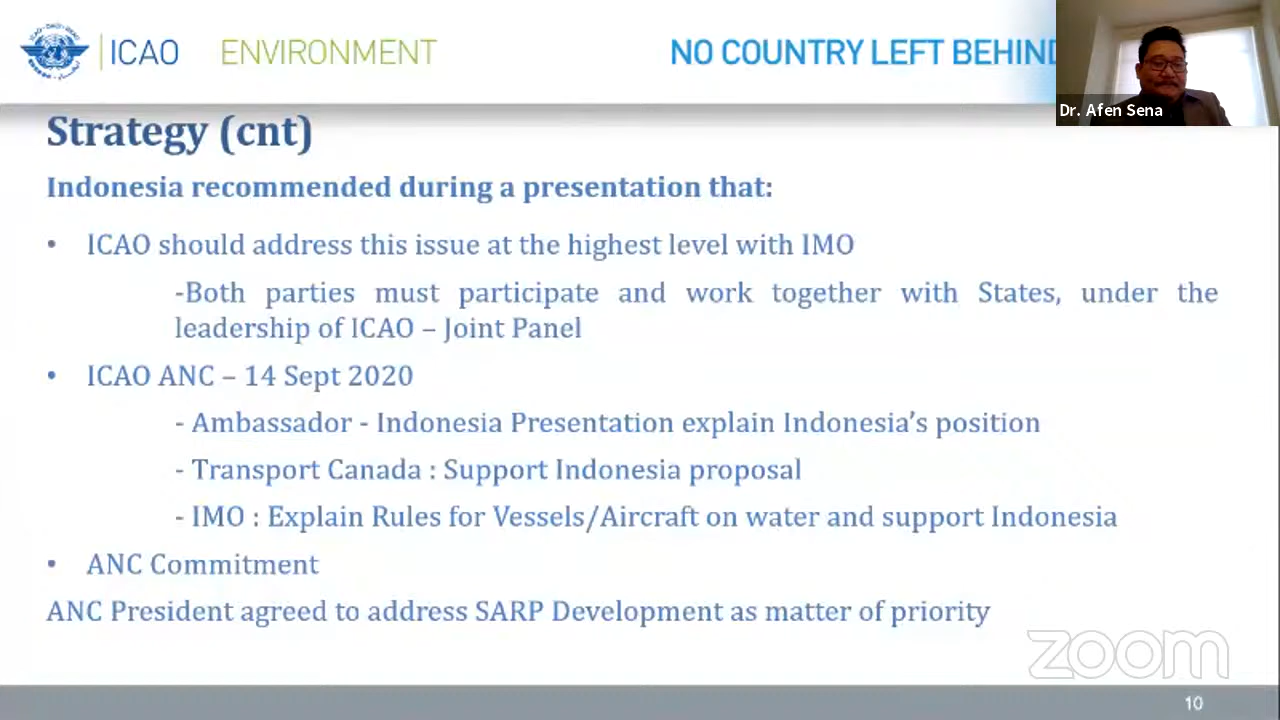 ICAO
ENVIRONMENT
NO COUNTRY LEFT BEHIND
Dr. Afen Sena
Strategy (cnt)
Indonesia recommended during a presentation that:
• ICAO should address this issue at the highest level with IMO
-Both parties must participate and work together with States, under the
leadership of ICAO – Joint Panel
• ICAO ANC – 14 Sept 2020
- Ambassador - Indonesia Presentation explain Indonesia’s position
- Transport Canada : Support Indonesia proposal
- IMO : Explain Rules for Vessels/Aircraft on water and support Indonesia
• ANC Commitment
ANC President agreed to address SARP Development as matter of priority
zoom
10